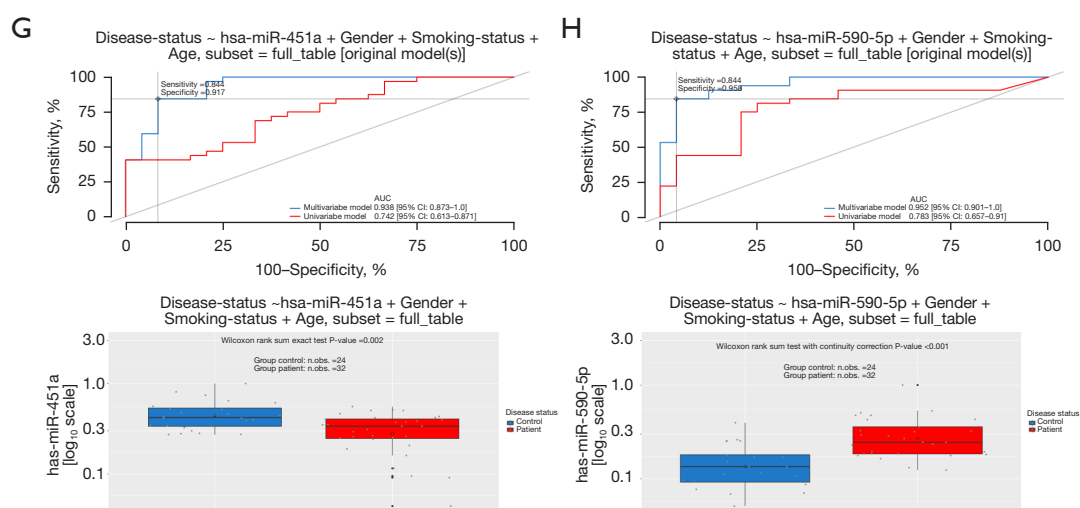 G
Disease-status ~ hsa-miR-451a + Gender + Smoking-status +
Age, subset = full_table [original model(s)]
Sensitivity, %
100
75
50
25
0
Sensitivity =0.844
Specificity =0.917
AUC
Multivariabe model 0.938 [95% CI: 0.873–1.0]
Univariabe model 0.742 [95% CI: 0.613–0.871]
0
25
50
75
100
100–Specificity, %
Disease-status ~hsa-miR-451a + Gender +
Smoking-status + Age, subset = full_table
has-miR-451a
[log10 scale)
3.0
1.0
0.3
0.1
Wilcoxon rank sum exact test P-value =0.002
Group control: n.obs. =24
Group patient: n.obs. =32
Disease status
Control
Patient
H
Disease-status ~ hsa-miR-590-5p + Gender + Smoking-
status + Age, subset = full_table [original model(s)]
Sensitivity, %
100
75
50
25
0
Sensitivity =0.844
Specificity =0.958
AUC
Multivariabe model 0.952 [95% CI: 0.901–1.0]
Univariabe model 0.783 [95% CI: 0.657–0.91]
0
25
50
75
100
100–Specificity, %
Disease-status ~ hsa-miR-590-5p + Gender +
Smoking-status + Age, subset = full_table
has-miR-590-5p
[log10 scale)
3.0
1.0
0.3
0.1
Wilcoxon rank sum test with continuity correction P-value <0.001
Group control: n.obs. =24
Group patient: n.obs. =32
Disease status
Control
Patient